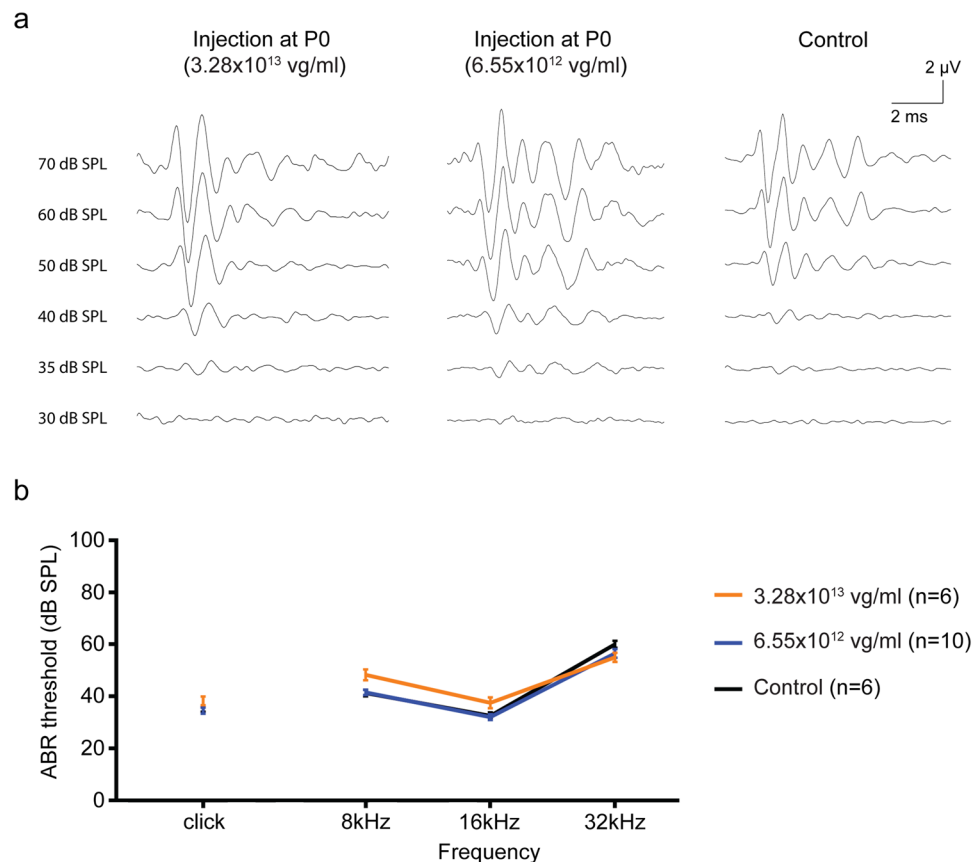 a
Injection at P0
(3.28x10¹³ vg/ml)
Injection at P0
(6.55x10¹² vg/ml)
Control
2 µV
2 ms
70 dB SPL
60 dB SPL
50 dB SPL
40 dB SPL
35 dB SPL
30 dB SPL
b
ABR threshold (dB SPL)
100
80
60
40
20
0
click
8kHz
16kHz
32kHz
Frequency
3.28x10¹³ vg/ml (n=6)
6.55x10¹² vg/ml (n=10)
Control (n=6)